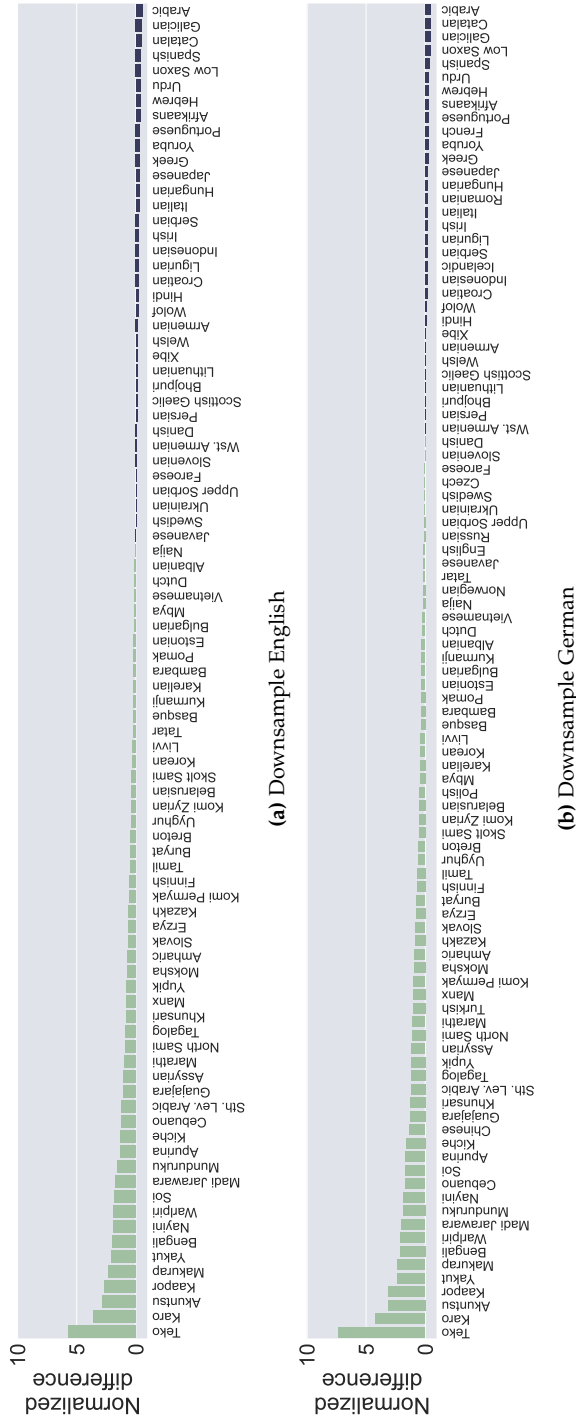 Normalized
difference
10
5
0
Teko
Karo
Akuntsu
Kaapor
Makurap
Yakut
Bengali
Nayini
Warlpiri
Soi
Madi Jarawara
Munduruku
Apurina
Kiche
Cebuano
Sth. Lev. Arabic
Guajajara
Assyrian
Marathi
North Sami
Tagalog
Khunsari
Manx
Yupik
Moksha
Amharic
Slovak
Erzya
Kazakh
Komi Permyak
Finnish
Tamil
Buryat
Breton
Uyghur
Komi Zyrian
Belarusian
Skolt Sami
Korean
Livvi
Tatar
Basque
Kurmanji
Karelian
Bambara
Pomak
Estonian
Bulgarian
Mbya
Vietnamese
Dutch
Albanian
Naija
Javanese
Swedish
Ukrainian
Upper Sorbian
Faroese
Slovenian
Wst. Armenian
Danish
Persian
Scottish Gaelic
Bhojpuri
Lithuanian
Xibe
Welsh
Armenian
Wolof
Hindi
Croatian
Ligurian
Indonesian
Irish
Serbian
Italian
Hungarian
Japanese
Greek
Yoruba
Portuguese
Afrikaans
Hebrew
Urdu
Low Saxon
Spanish
Catalan
Galician
Arabic
(a) Downsample English
Normalized
difference
10
5
0
Teko
Karo
Akuntsu
Kaapor
Yakut
Makurap
Bengali
Warlpiri
Madi Jarawara
Munduruku
Nayini
Cebuano
Soi
Apurina
Kiche
Chinese
Guajajara
Khunsari
Sth. Lev. Arabic
Tagalog
Yupik
Assyrian
North Sami
Marathi
Turkish
Manx
Komi Permyak
Moksha
Amharic
Kazakh
Slovak
Erzya
Buryat
Finnish
Tamil
Uyghur
Breton
Skolt Sami
Komi Zyrian
Belarusian
Polish
Mbya
Karelian
Korean
Livvi
Basque
Bambara
Pomak
Estonian
Bulgarian
Kurmanji
Albanian
Dutch
Vietnamese
Naija
Norwegian
Tatar
Javanese
English
Russian
Upper Sorbian
Ukrainian
Swedish
Czech
Faroese
Slovenian
Danish
Wst. Armenian
Persian
Bhojpuri
Lithuanian
Scottish Gaelic
Welsh
Armenian
Xibe
Hindi
Wolof
Croatian
Indonesian
Icelandic
Serbian
Ligurian
Irish
Italian
Romanian
Hungarian
Japanese
Greek
Yoruba
French
Portuguese
Afrikaans
Hebrew
Urdu
Spanish
Low Saxon
Galician
Catalan
Arabic
(b) Downsample German